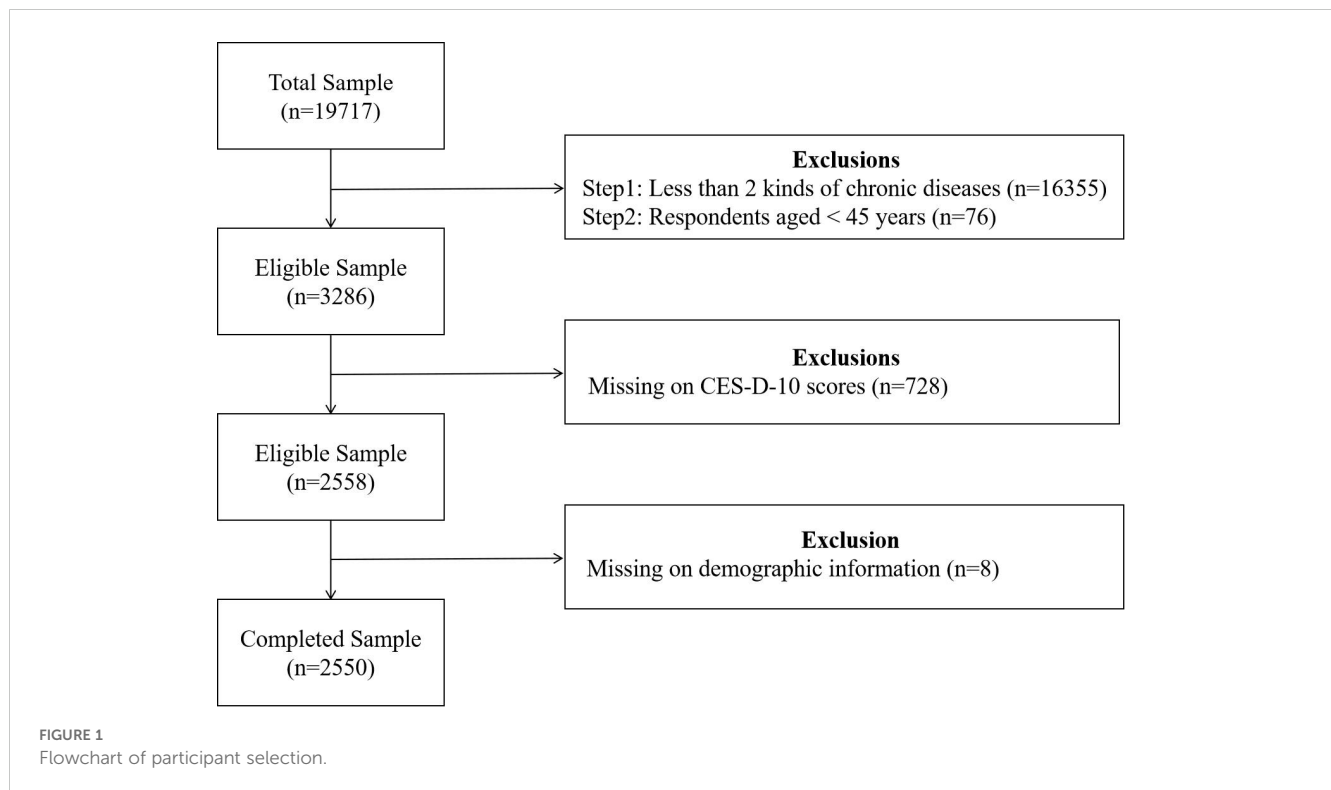 Total Sample
(n=19717)
Exclusions
Step1: Less than 2 kinds of chronic diseases (n=16355)
Step2: Respondents aged < 45 years (n=76)
Eligible Sample
(n=3286)
Exclusions
Missing on CES-D-10 scores (n=728)
Eligible Sample
(n=2558)
Exclusion
Missing on demographic information (n=8)
Completed Sample
(n=2550)
FIGURE 1
Flowchart of participant selection.